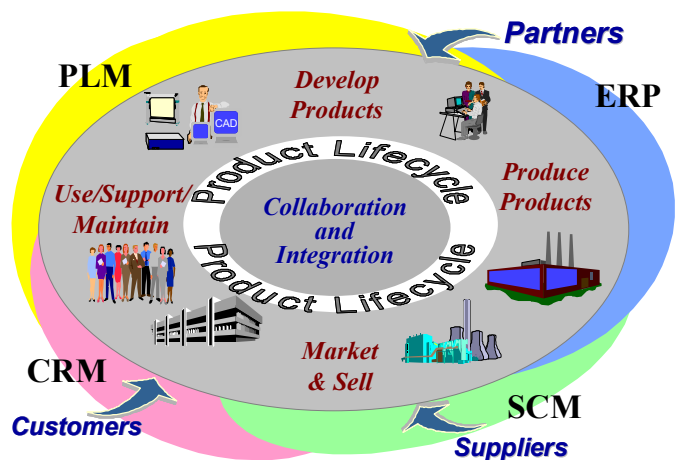 Partners
PLM
ERP
Develop
Products
CAD
Product Lifecycle
Produce
Products
Use/Support/
Maintain
Collaboration
and
Integration
Product Lifecycle
Market
& Sell
CRM
SCM
Customers
Suppliers